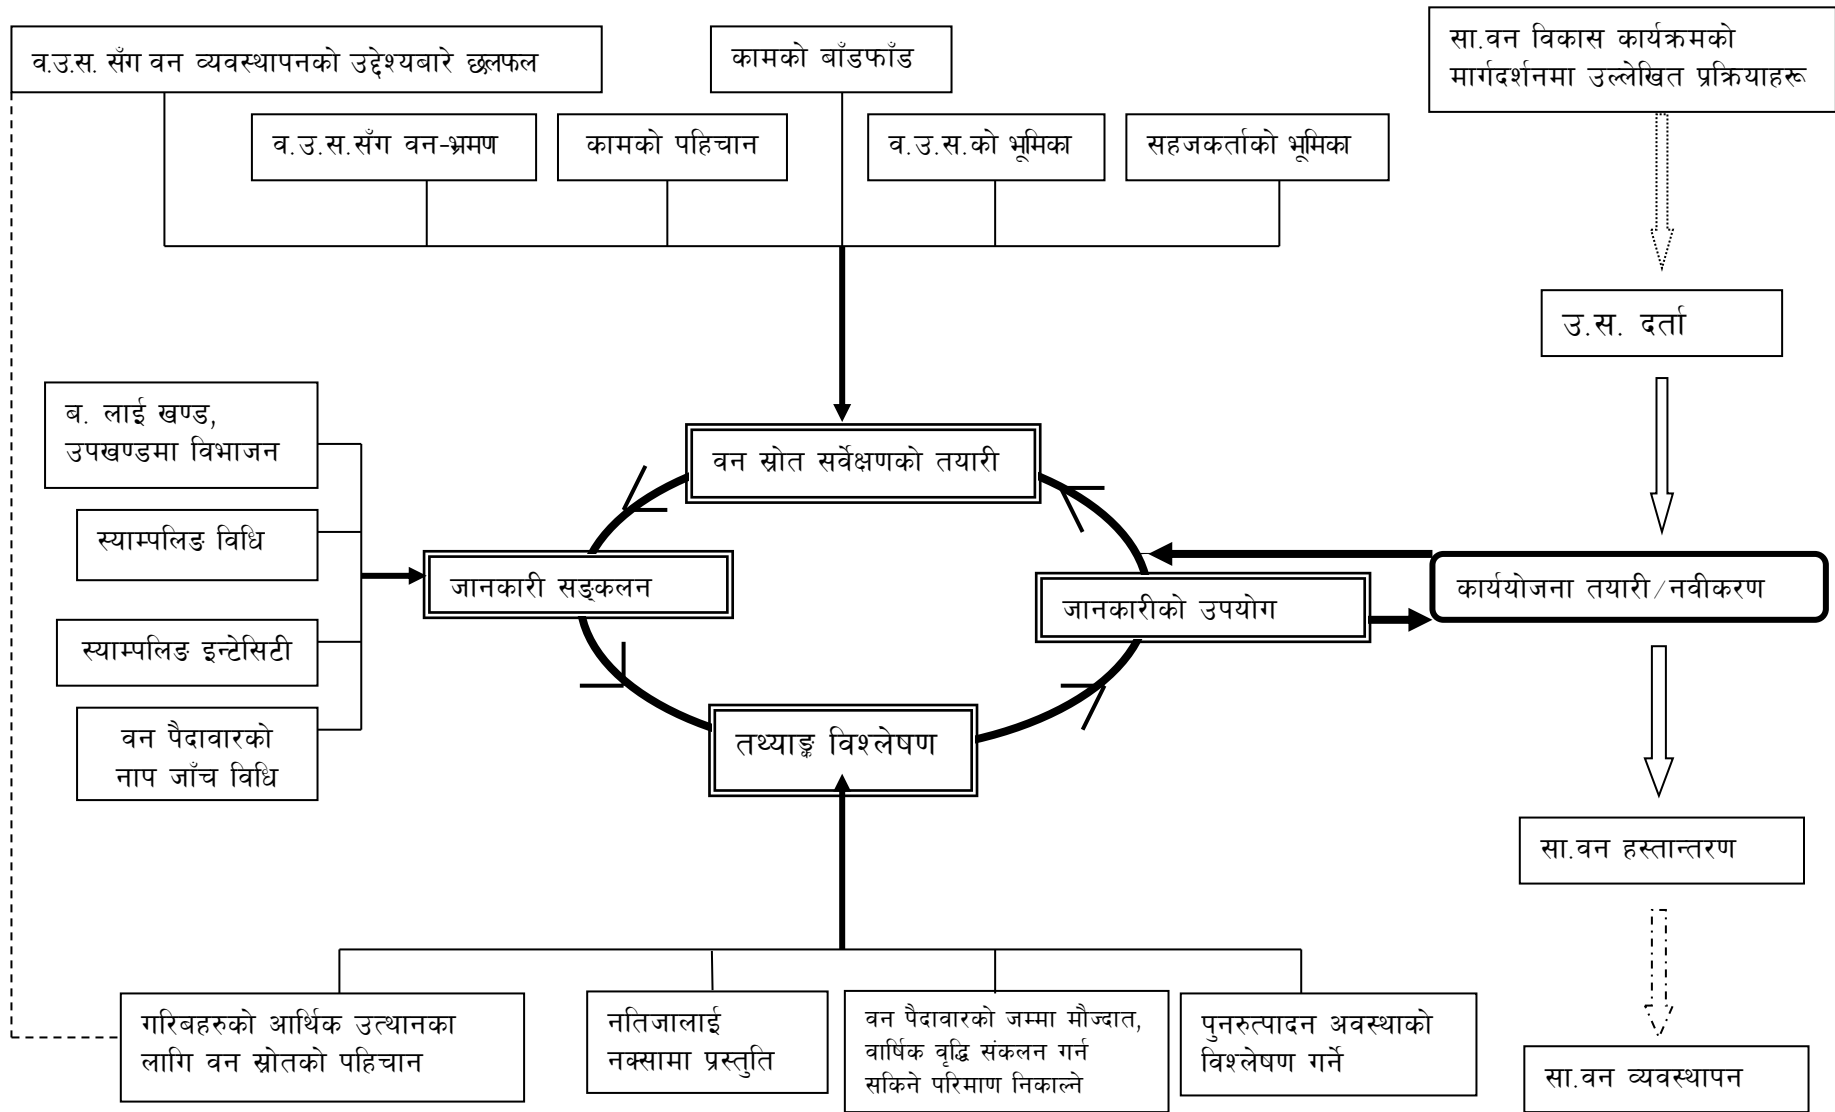 व.उ.स. सँग वन व्यवस्थापनको उद्देश्यबारे छलफल
कामको बाँडफाँड
सा.वन विकास कार्यक्रमको
मार्गदर्शनमा उल्लेखित प्रक्रियाहरू
व.उ.स.सँग वन-भ्रमण
कामको पहिचान
व.उ.स.को भूमिका
सहजकर्ताको भूमिका
उ.स. दर्ता
ब. लाई खण्ड,
उपखण्डमा विभाजन
वन स्रोत सर्वेक्षणको तयारी
स्याम्पलिङ विधि
जानकारी सङ्कलन
जानकारीको उपयोग
कार्ययोजना तयारी/नवीकरण
स्याम्पलिङ इन्टेसिटी
वन पैदावारको
नाप जाँच विधि
तथ्याङ्क विश्लेषण
सा.वन हस्तान्तरण
गरिबहरुको आर्थिक उत्थानका
लागि वन स्रोतको पहिचान
नतिजालाई
नक्सामा प्रस्तुति
वन पैदावारको जम्मा मौज्दात,
वार्षिक वृद्धि संकलन गर्न
सकिने परिमाण निकाल्ने
पुनरुत्पादन अवस्थाको
विश्लेषण गर्ने
सा.वन व्यवस्थापन